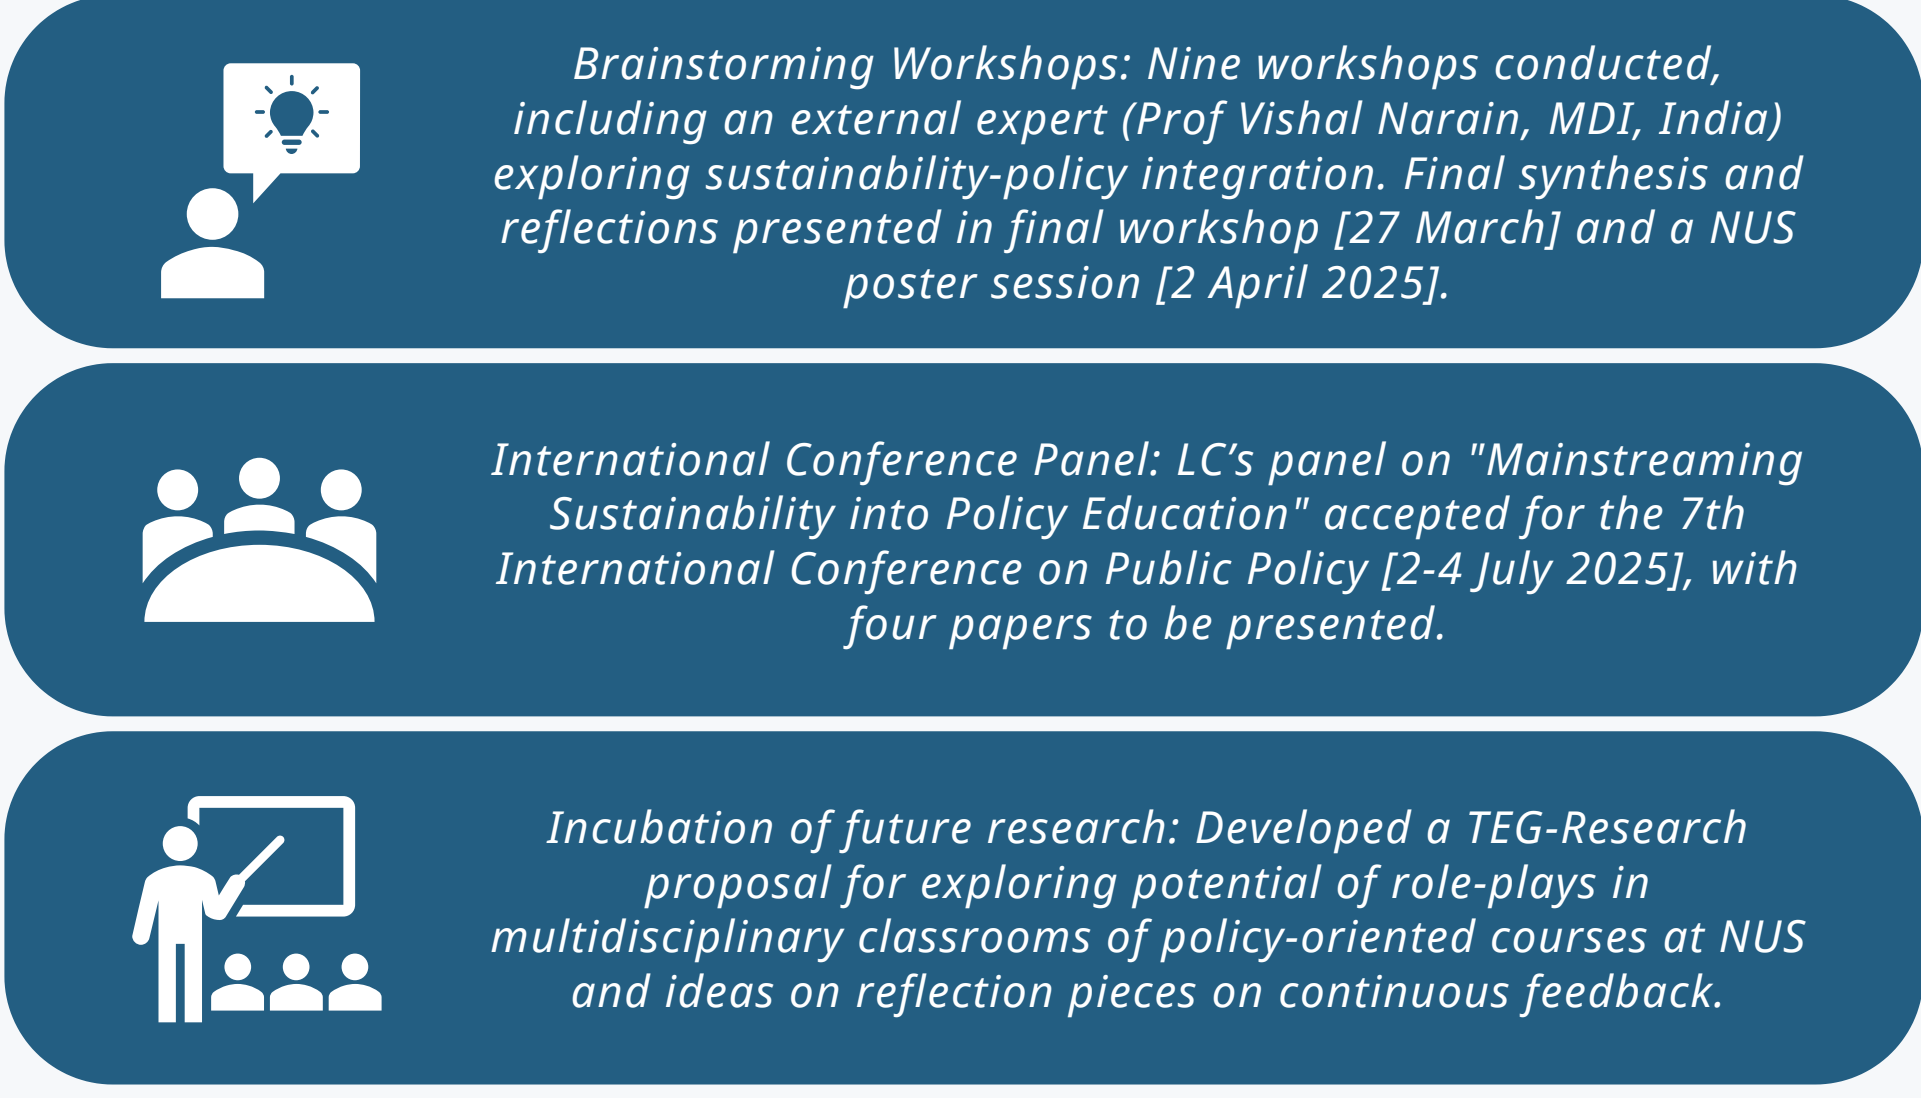 Brainstorming Workshops: Nine workshops conducted,
including an external expert (Prof Vishal Narain, MDI, India)
exploring sustainability-policy integration. Final synthesis and
reflections presented in final workshop [27 March] and a NUS
poster session [2 April 2025].
International Conference Panel: LC’s panel on "Mainstreaming
Sustainability into Policy Education" accepted for the 7th
International Conference on Public Policy [2-4 July 2025], with
four papers to be presented.
Incubation of future research: Developed a TEG-Research
proposal for exploring potential of role-plays in
multidisciplinary classrooms of policy-oriented courses at NUS
and ideas on reflection pieces on continuous feedback.